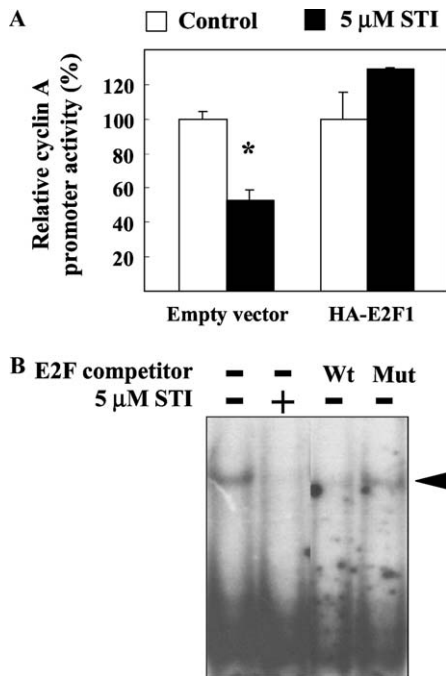 A
Control 5 μM STI
Relative cyclin A
promoter activity (%)
120
100
80
60
40
20
*
Empty vector HA-E2F1
B
E2F competitor - - Wt Mut
5 μM STI - + - -